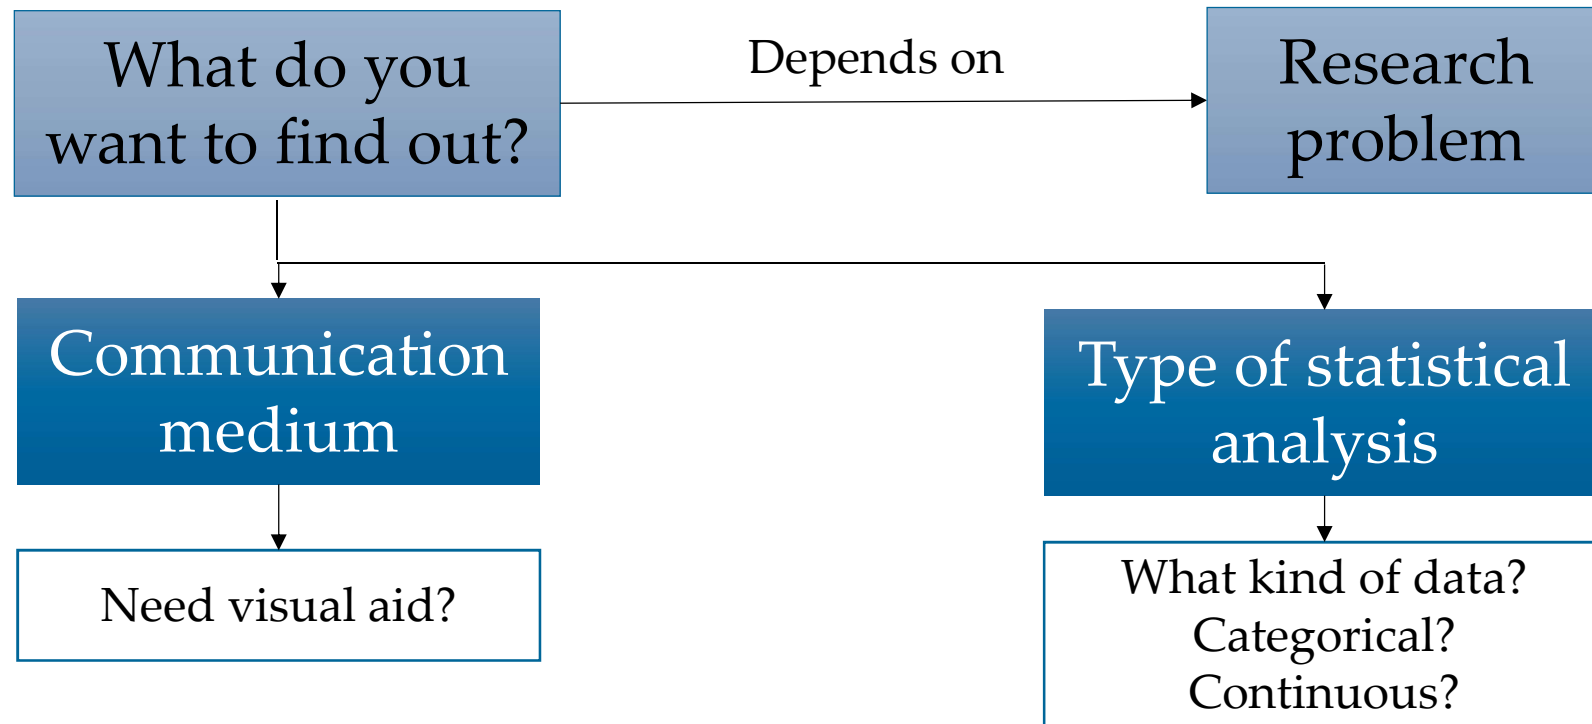 What do you
want to find out?
Depends on
Research
problem
Communication
medium
Type of statistical
analysis
Need visual aid?
What kind of data?
Categorical?
Continuous?